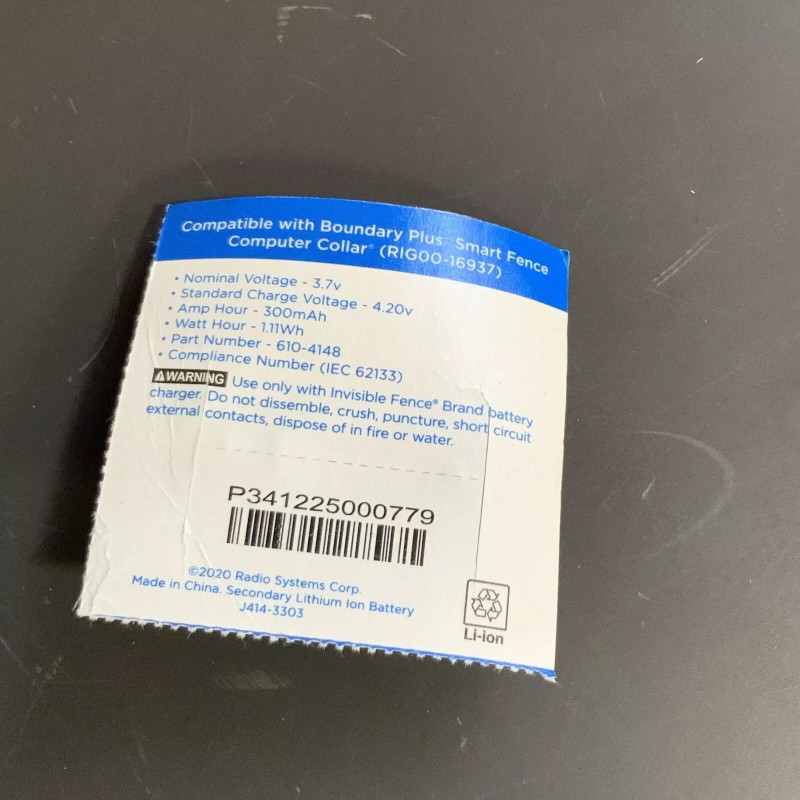 Compatible with Boundary Plus Smart Fence
Computer Collar® (RIG00-16937)
• Nominal Voltage - 3.7v
• Standard Charge Voltage - 4.20v
• Amp Hour - 300mAh
• Watt Hour - 1.11Wh
• Part Number - 610-4148
• Compliance Number (IEC 62133)
⚠WARNING Use only with Invisible Fence® Brand battery
charger. Do not dissemble, crush, puncture, short circuit
external contacts, dispose of in fire or water.
P341225000779
©2020 Radio Systems Corp.
Made in China. Secondary Lithium Ion Battery
J414-3303
Li-ion